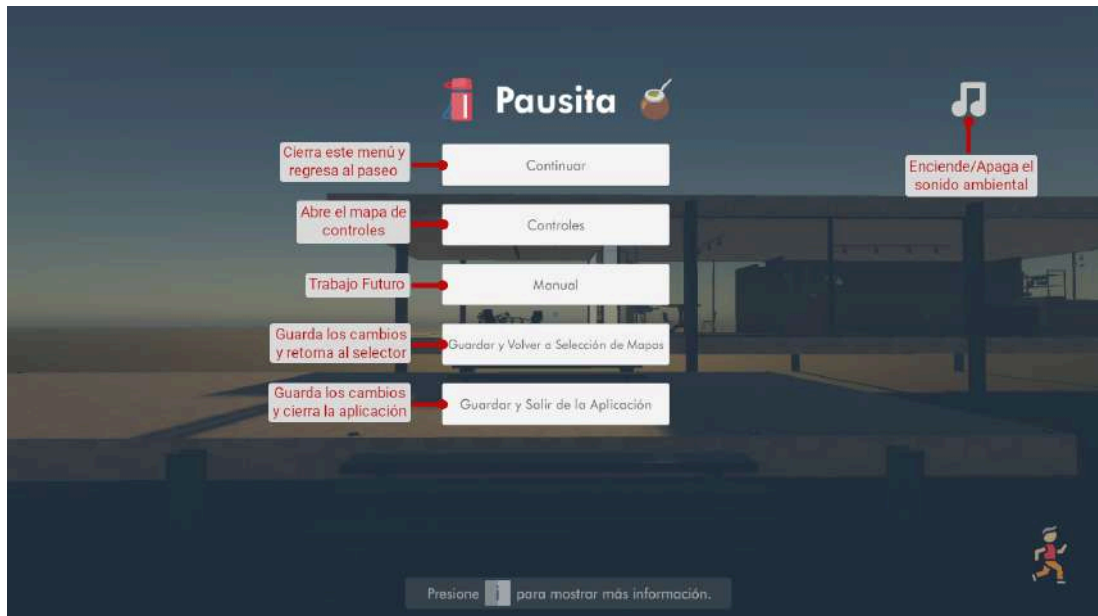 Pausita
Cierra este menú y
regresa al paseo
Continuar
Enciende/Apaga el
sonido ambiental
Abre el mapa de
controles
Controles
Trabajo Futuro
Manual
Guarda los cambios
y retorna al selector
Guardar y Volver a Selección de Mapas
Guarda los cambios
y cierra la aplicación
Guardar y Salir de la Aplicación
Presione i para mostrar más información.